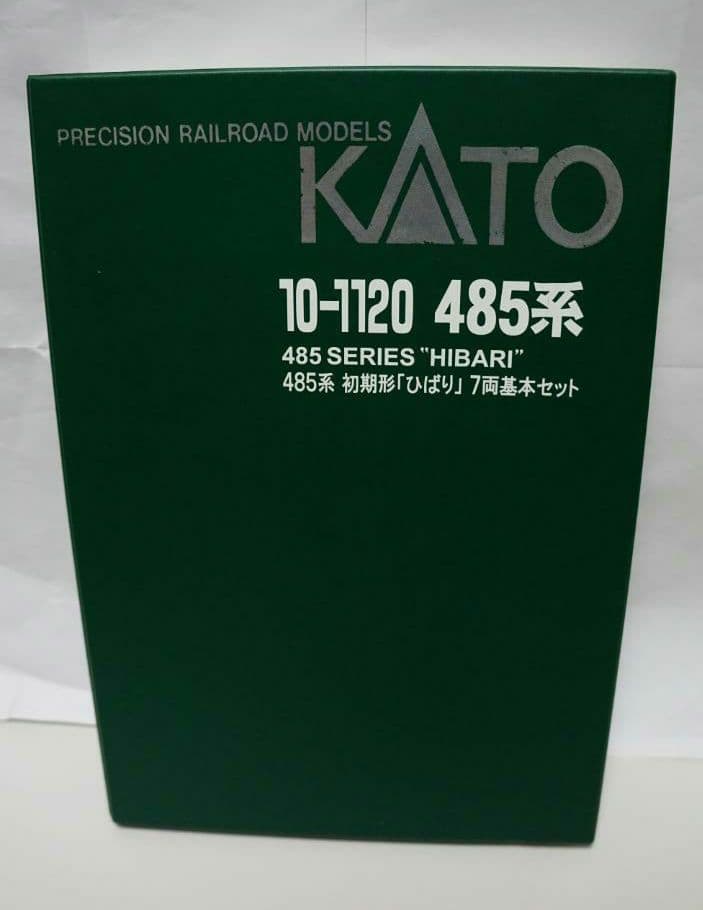 PRECISION RAILROAD MODELS
KATO
10-1120 485系
485 SERIES "HIBARI"
485系 初期形「ひばり」 7両基本セット